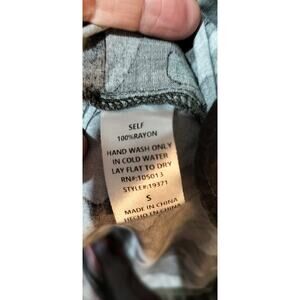 SELF
100%RAYON
HAND WASH ONLY
IN COLD WATER
LAY FLAT TO DRY
RN#:105013
STYLE#:19371
S
MADE IN CHINA
HECHO EN CHINA